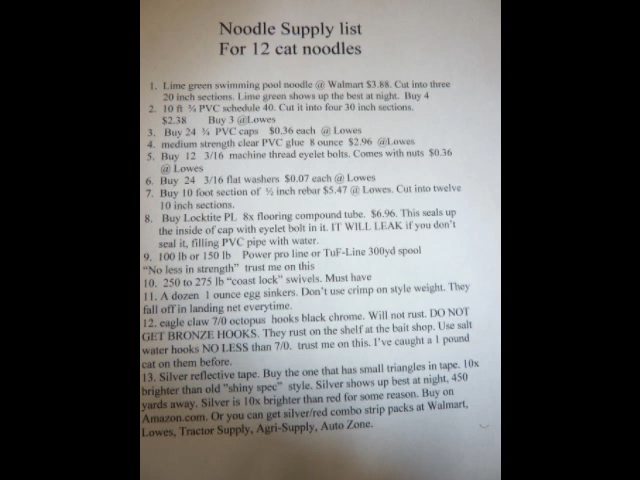 Noodle Supply list
For 12 cat noodles
1. Lime green swimming pool noodle @ Walmart $3.88. Cut into three
20 inch sections. Lime green shows up the best at night. Buy 4
2. 10 ft ¾ PVC schedule 40. Cut it into four 30 inch sections.
$2.38 Buy 3 @Lowes
3. Buy 24 ¾ PVC caps $0.36 each @ Lowes
4. medium strength clear PVC glue 8 ounce $2.96 @Lowes
5. Buy 12 3/16 machine thread eyelet bolts. Comes with nuts $0.36
@ Lowes
6. Buy 24 3/16 flat washers $0.07 each @ Lowes
7. Buy 10 foot section of ½ inch rebar $5.47 @ Lowes. Cut into twelve
10 inch sections.
8. Buy Locktite PL 8x flooring compound tube. $6.96. This seals up
the inside of cap with eyelet bolt in it. IT WILL LEAK if you don't
seal it, filling PVC pipe with water.
9. 100 lb or 150 lb Power pro line or TuF-Line 300yd spool
"No less in strength" trust me on this
10. 250 to 275 lb "coast lock" swivels. Must have
11. A dozen 1 ounce egg sinkers. Don't use crimp on style weight. They
fall off in landing net everytime.
12. eagle claw 7/0 octopus hooks black chrome. Will not rust. DO NOT
GET BRONZE HOOKS. They rust on the shelf at the bait shop. Use salt
water hooks NO LESS than 7/0. trust me on this. I've caught a 1 pound
cat on them before.
13. Silver reflective tape. Buy the one that has small triangles in tape. 10x
brighter than old "shiny spec" style. Silver shows up best at night, 450
yards away. Silver is 10x brighter than red for some reason. Buy on
Amazon.com. Or you can get silver/red combo strip packs at Walmart,
Lowes, Tractor Supply, Agri-Supply, Auto Zone.